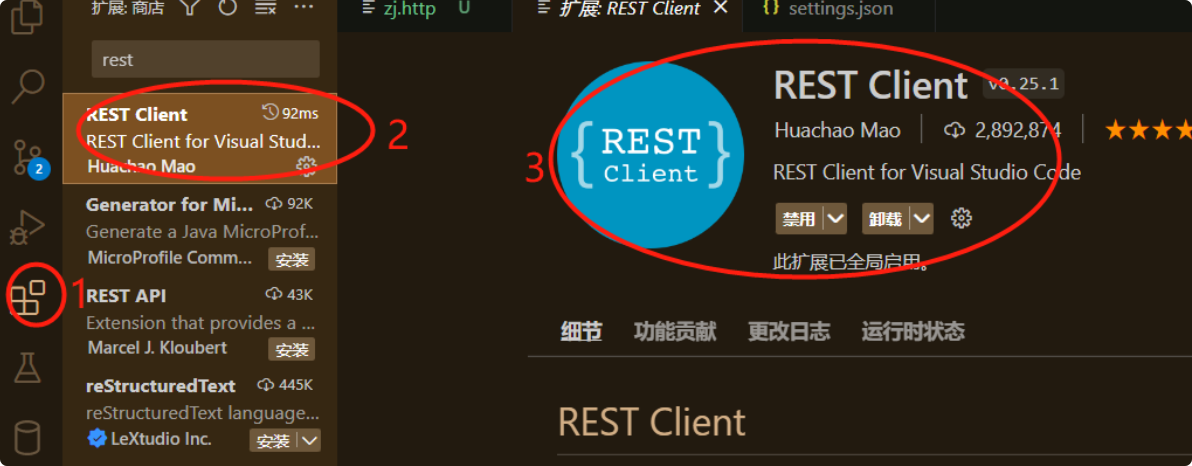 扩展: 商店
zj.http U
扩展: REST Client
{} settings.json
rest
REST Client 92ms
REST Client for Visual Stud...
Huachao Mao
2
Generator for Mi... 92K
Generate a Java MicroProf...
MicroProfile Comm... 安装
REST API 43K
Extension that provides a ...
Marcel J. Kloubert 安装
reStructuredText 445K
reStructuredText language...
LeXtudio Inc. 安装
2
1
3
{REST Client}
REST Client v0.25.1
Huachao Mao 2,892,874
REST Client for Visual Studio Code
禁用 卸载
此扩展已全局启用。
细节 功能贡献 更改日志 运行时状态
REST Client